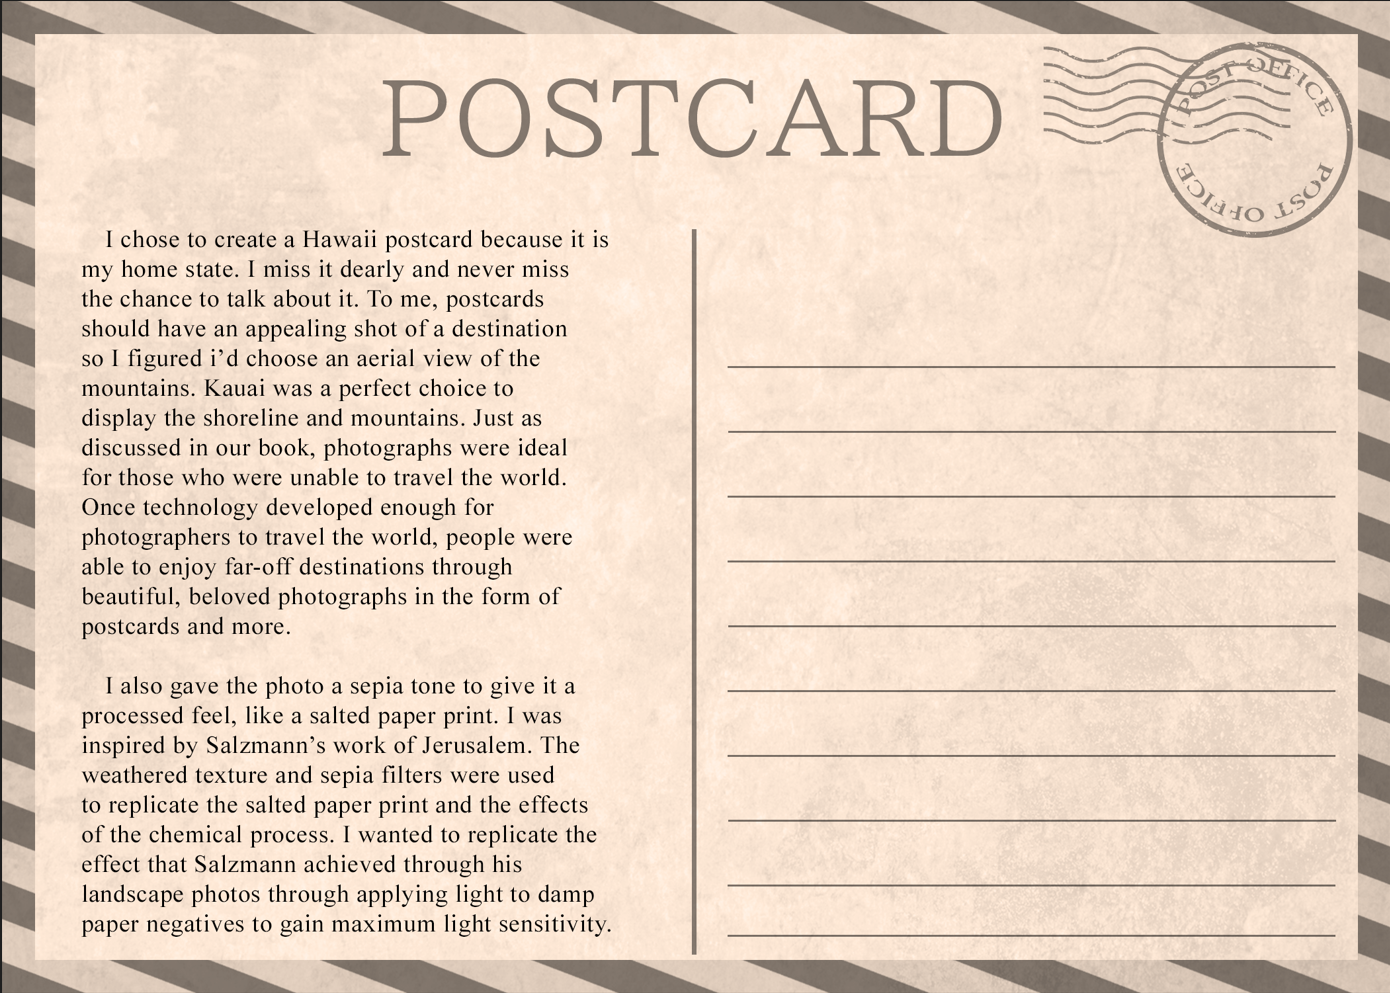 POSTCARD
POST OFFICE
POST OFFICE
I chose to create a Hawaii postcard because it is
my home state. I miss it dearly and never miss
the chance to talk about it. To me, postcards
should have an appealing shot of a destination
so I figured i’d choose an aerial view of the
mountains. Kauai was a perfect choice to
display the shoreline and mountains. Just as
discussed in our book, photographs were ideal
for those who were unable to travel the world.
Once technology developed enough for
photographers to travel the world, people were
able to enjoy far-off destinations through
beautiful, beloved photographs in the form of
postcards and more.
I also gave the photo a sepia tone to give it a
processed feel, like a salted paper print. I was
inspired by Salzmann’s work of Jerusalem. The
weathered texture and sepia filters were used
to replicate the salted paper print and the effects
of the chemical process. I wanted to replicate the
effect that Salzmann achieved through his
landscape photos through applying light to damp
paper negatives to gain maximum light sensitivity.